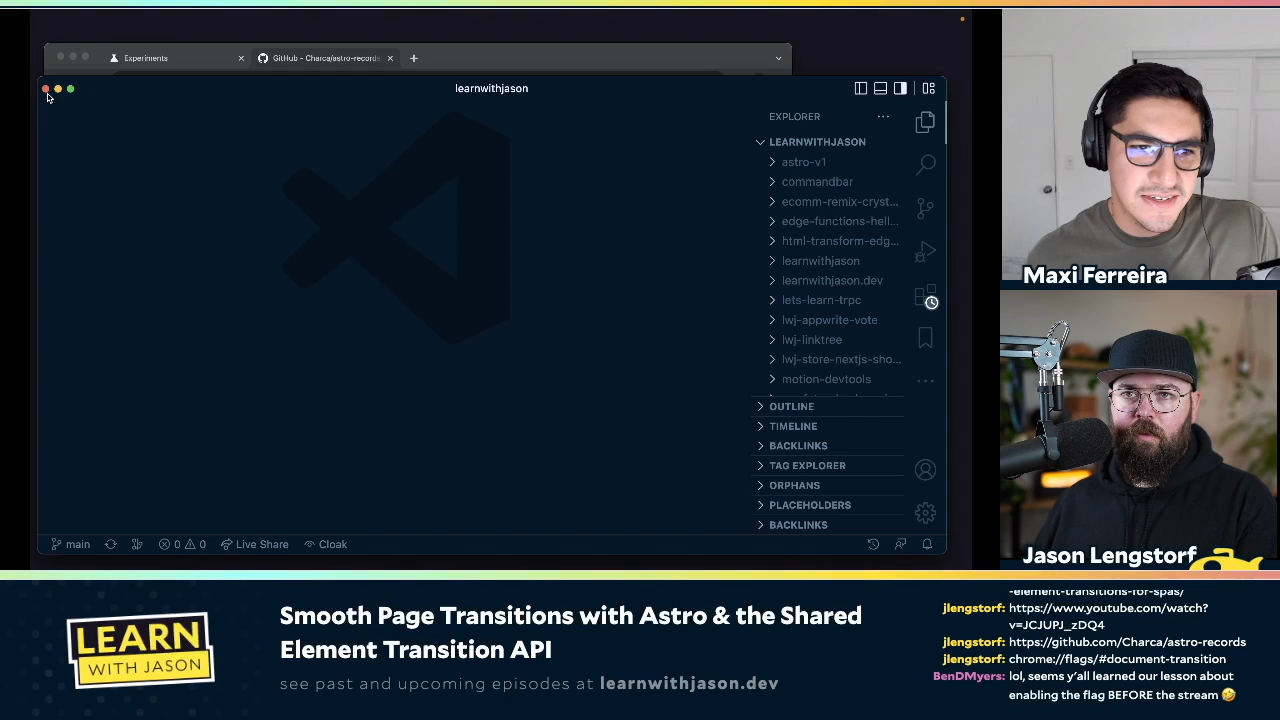 Experiments
GitHub - Charca/astro-records
learnwithjason
EXPLORER
LEARNWITHJASON
astro-v1
commandbar
ecomm-remix-cryst...
edge-functions-hell...
html-transform-edg...
learnwithjason
learnwithjason.dev
lets-learn-trpc
lwj-appwrite-vote
lwj-linktree
lwj-store-nextjs-sho...
motion-devtools
OUTLINE
TIMELINE
BACKLINKS
TAG EXPLORER
ORPHANS
PLACEHOLDERS
BACKLINKS
main
0
0
Live Share
Cloak
Maxi Ferreira
Jason Lengstorf
LEARN
WITH JASON
Smooth Page Transitions with Astro & the Shared
Element Transition API
see past and upcoming episodes at learnwithjason.dev
-element-transitions-for-spas/
jlengstorf: https://www.youtube.com/watch?
v=JCJUPJ_zDQ4
jlengstorf: https://github.com/Charca/astro-records
jlengstorf: chrome://flags/#document-transition
BenDMyers: lol, seems y'all learned our lesson about
enabling the flag BEFORE the stream 🤣